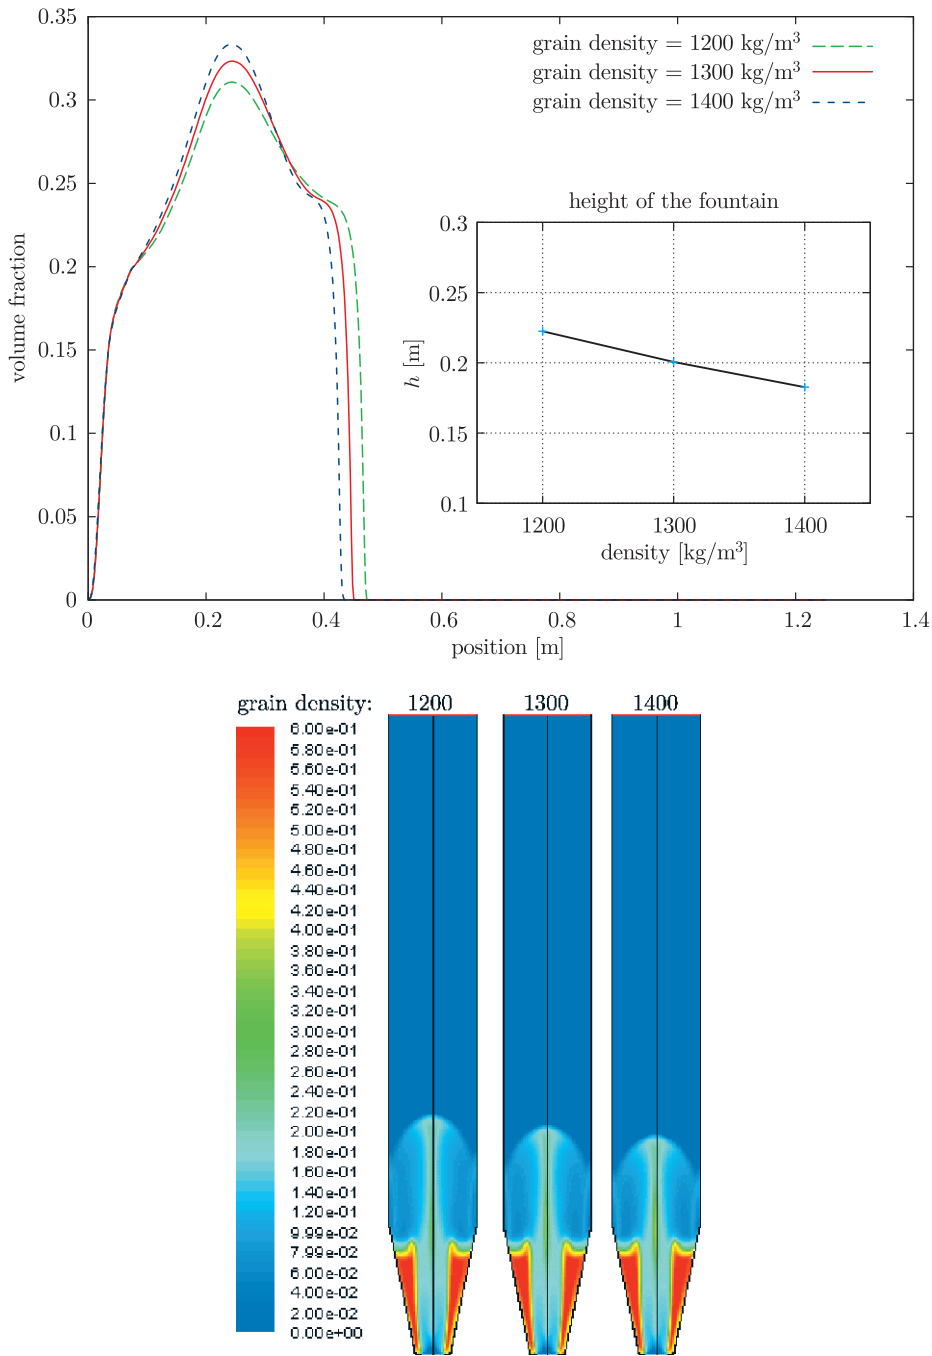 0.35
0.3
0.25
0.2
0.15
0.1
0.05
0
volume fraction
grain density = 1200 kg/m³
grain density = 1300 kg/m³
grain density = 1400 kg/m³
height of the fountain
0.3
0.25
0.2
0.15
0.1
h [m]
1200 1300 1400
density [kg/m³]
0 0.2 0.4 0.6 0.8 1 1.2 1.4
position [m]
grain density: 1200 1300 1400
6.00e-01
5.80e-01
5.60e-01
5.40e-01
5.20e-01
5.00e-01
4.80e-01
4.60e-01
4.40e-01
4.20e-01
4.00e-01
3.80e-01
3.60e-01
3.40e-01
3.20e-01
3.00e-01
2.80e-01
2.60e-01
2.40e-01
2.20e-01
2.00e-01
1.80e-01
1.60e-01
1.40e-01
1.20e-01
9.99e-02
7.99e-02
6.00e-02
4.00e-02
2.00e-02
0.00e+00